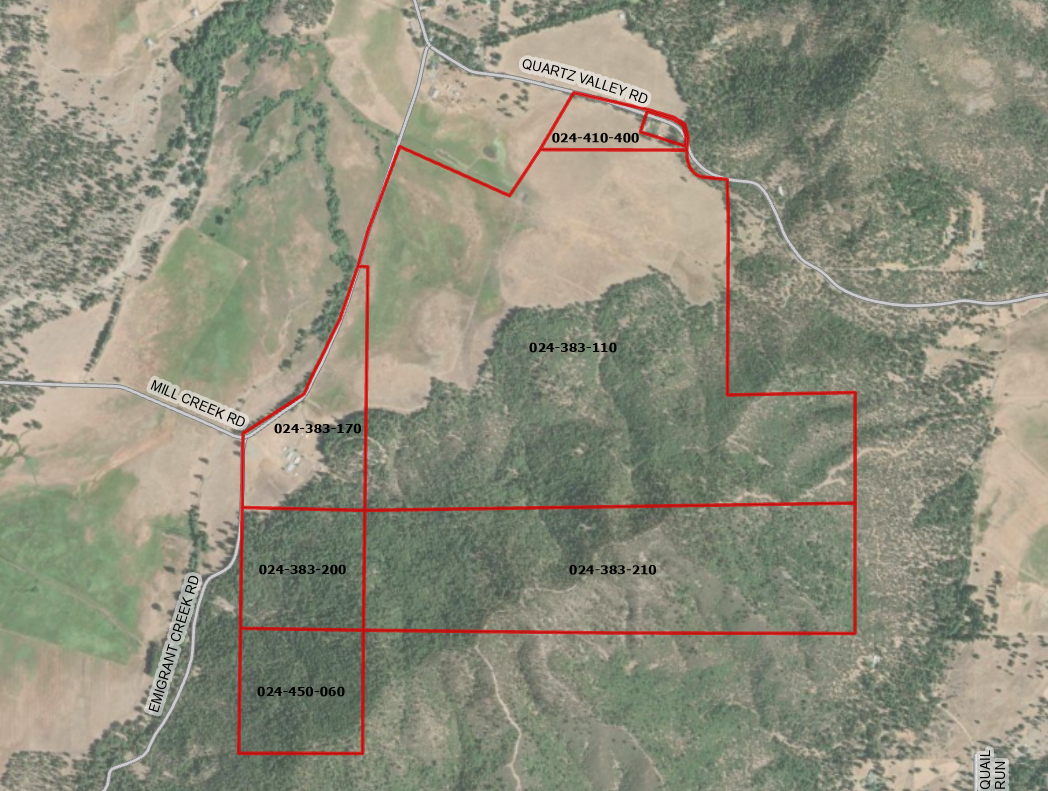 QUARTZ VALLEY RD
024-410-400
024-383-110
MILL CREEK RD
024-383-170
024-383-200
024-383-210
EMIGRANT CREEK RD
024-450-060
QUAIL
RUN